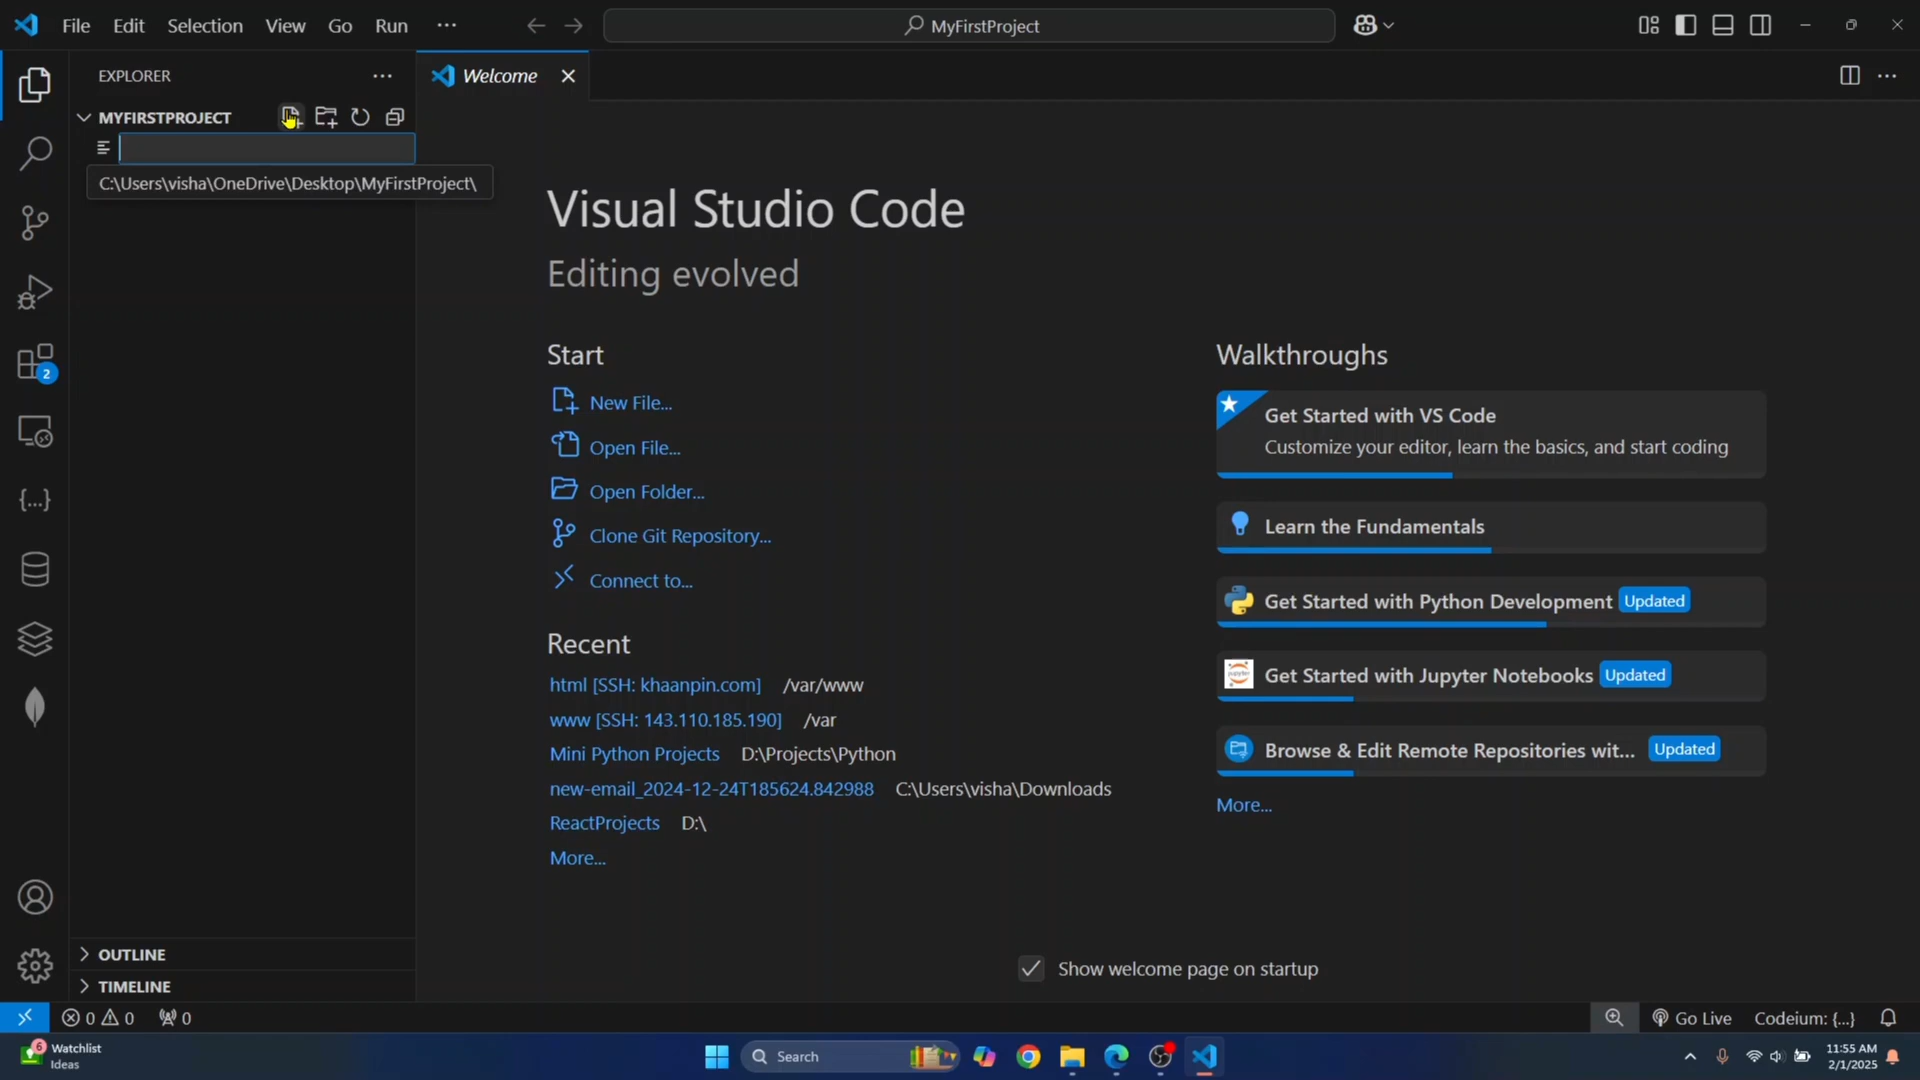 File Edit Selection View Go Run ···
MyFirstProject
EXPLORER
MYFIRSTPROJECT
C:\Users\visha\OneDrive\Desktop\MyFirstProject\
Welcome
Visual Studio Code
Editing evolved
Start
New File...
Open File...
Open Folder...
Clone Git Repository...
Connect to...
Recent
html [SSH: khaanpin.com] /var/www
www [SSH: 143.110.185.190] /var
Mini Python Projects D:\Projects\Python
new-email_2024-12-24T185624.842988 C:\Users\visha\Downloads
ReactProjects D:\
More...
Walkthroughs
Get Started with VS Code
Customize your editor, learn the basics, and start coding
Learn the Fundamentals
Get Started with Python Development Updated
Get Started with Jupyter Notebooks Updated
Browse & Edit Remote Repositories wit... Updated
More...
Show welcome page on startup
2
{...}
OUTLINE
TIMELINE
0 0 0
Go Live Codeium: {...}
6
Watchlist
Ideas
Search
11:55 AM
2/1/2025